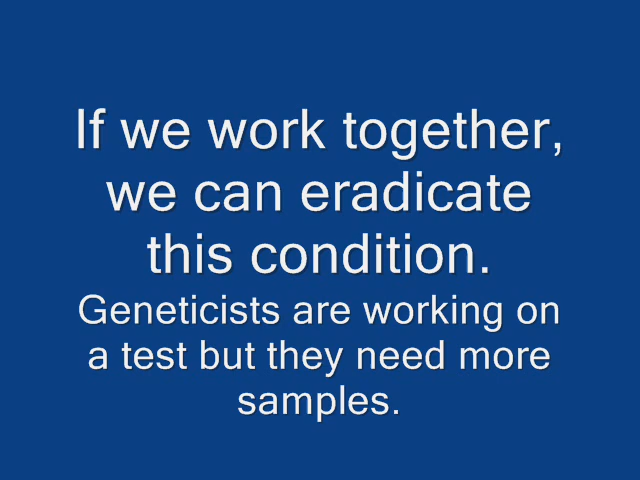 If we work together,
we can eradicate
this condition.
Geneticists are working on
a test but they need more
samples.